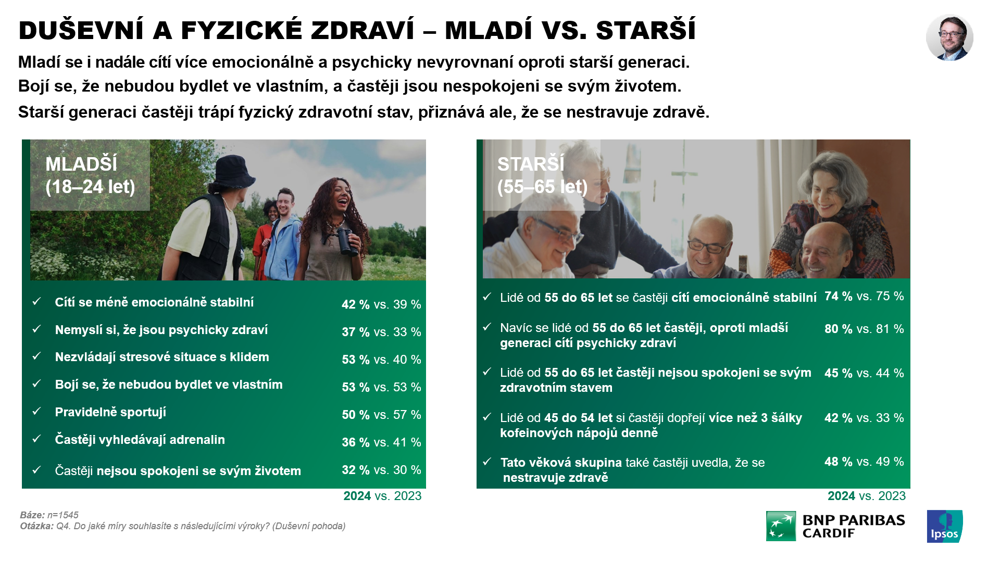 DUŠEVNÍ A FYZICKÉ ZDRAVÍ – MLADÍ VS. STARŠÍ
Mladí se i nadále cítí více emocionálně a psychicky nevyrovnaní oproti starší generaci.
Bojí se, že nebudou bydlet ve vlastním, a častěji jsou nespokojeni se svým životem.
Starší generaci častěji trápí fyzický zdravotní stav, přiznává ale, že se nestravuje zdravě.
MLADŠÍ
(18–24 let)
✓ Cítí se méně emocionálně stabilní 42 % vs. 39 %
✓ Nemyslí si, že jsou psychicky zdraví 37 % vs. 33 %
✓ Nezvládají stresové situace s klidem 53 % vs. 40 %
✓ Bojí se, že nebudou bydlet ve vlastním 53 % vs. 53 %
✓ Pravidelně sportují 50 % vs. 57 %
✓ Častěji vyhledávají adrenalin 36 % vs. 41 %
✓ Častěji nejsou spokojeni se svým životem 32 % vs. 30 %
2024 vs. 2023
STARŠÍ
(55–65 let)
✓ Lidé od 55 do 65 let se častěji cítí emocionálně stabilní 74 % vs. 75 %
✓ Navíc se lidé od 55 do 65 let častěji, oproti mladší 80 % vs. 81 %
generaci cítí psychicky zdraví
✓ Lidé od 55 do 65 let častěji nejsou spokojeni se svým 45 % vs. 44 %
zdravotním stavem
✓ Lidé od 45 do 54 let si častěji dopřejí více než 3 šálky 42 % vs. 33 %
kofeinových nápojů denně
✓ Tato věková skupina také častěji uvedla, že se 48 % vs. 49 %
nestravuje zdravě
2024 vs. 2023
Báze: n=1545
Otázka: Q4. Do jaké míry souhlasíte s následujícími výroky? (Duševní pohoda)
BNP PARIBAS
CARDIF
Ipsos